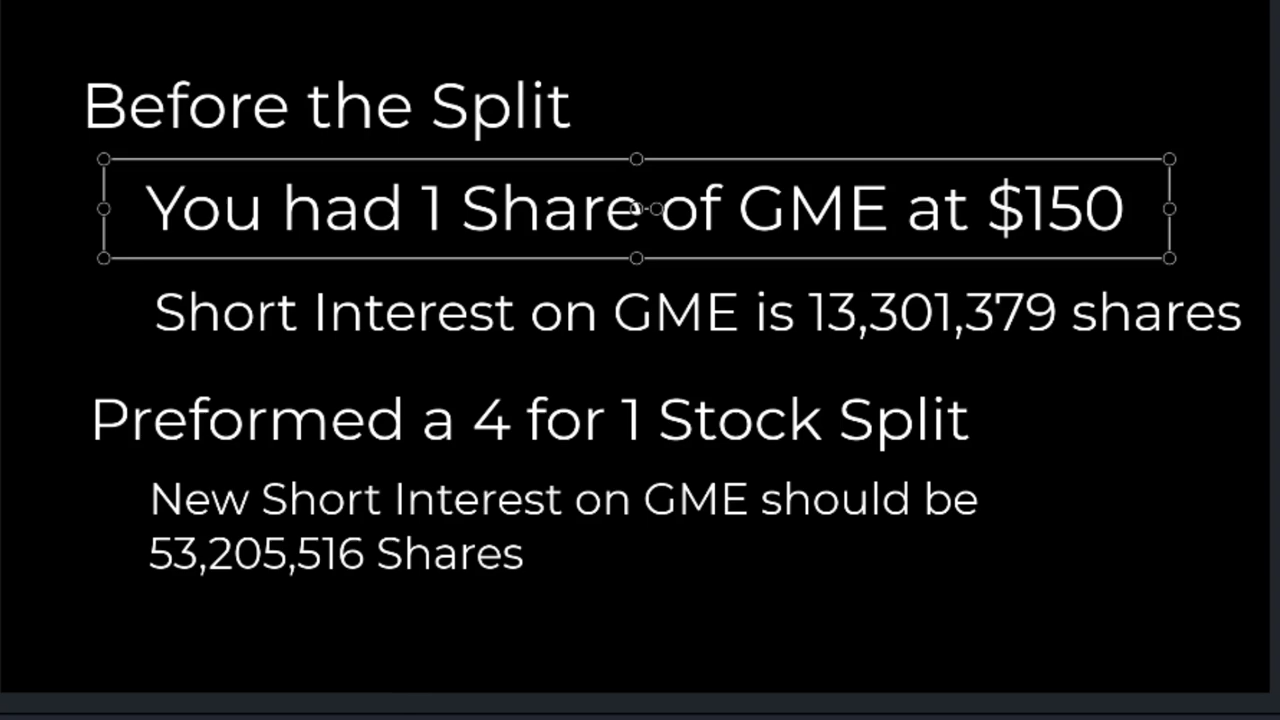 Before the Split
You had 1 Share of GME at $150
Short Interest on GME is 13,301,379 shares
Preformed a 4 for 1 Stock Split
New Short Interest on GME should be
53,205,516 Shares